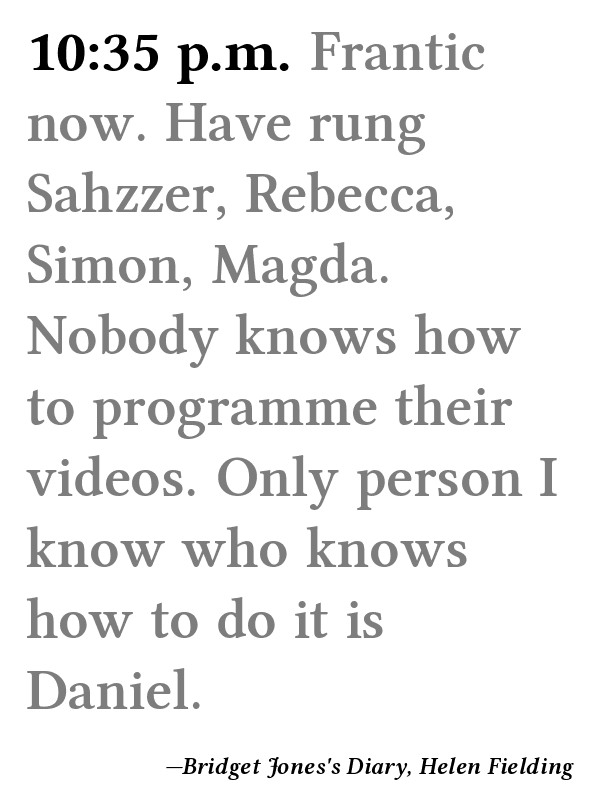 10:35 p.m. Frantic
now. Have rung
Sahzzer, Rebecca,
Simon, Magda.
Nobody knows how
to programme their
videos. Only person I
know who knows
how to do it is
Daniel.
—Bridget Jones's Diary, Helen Fielding